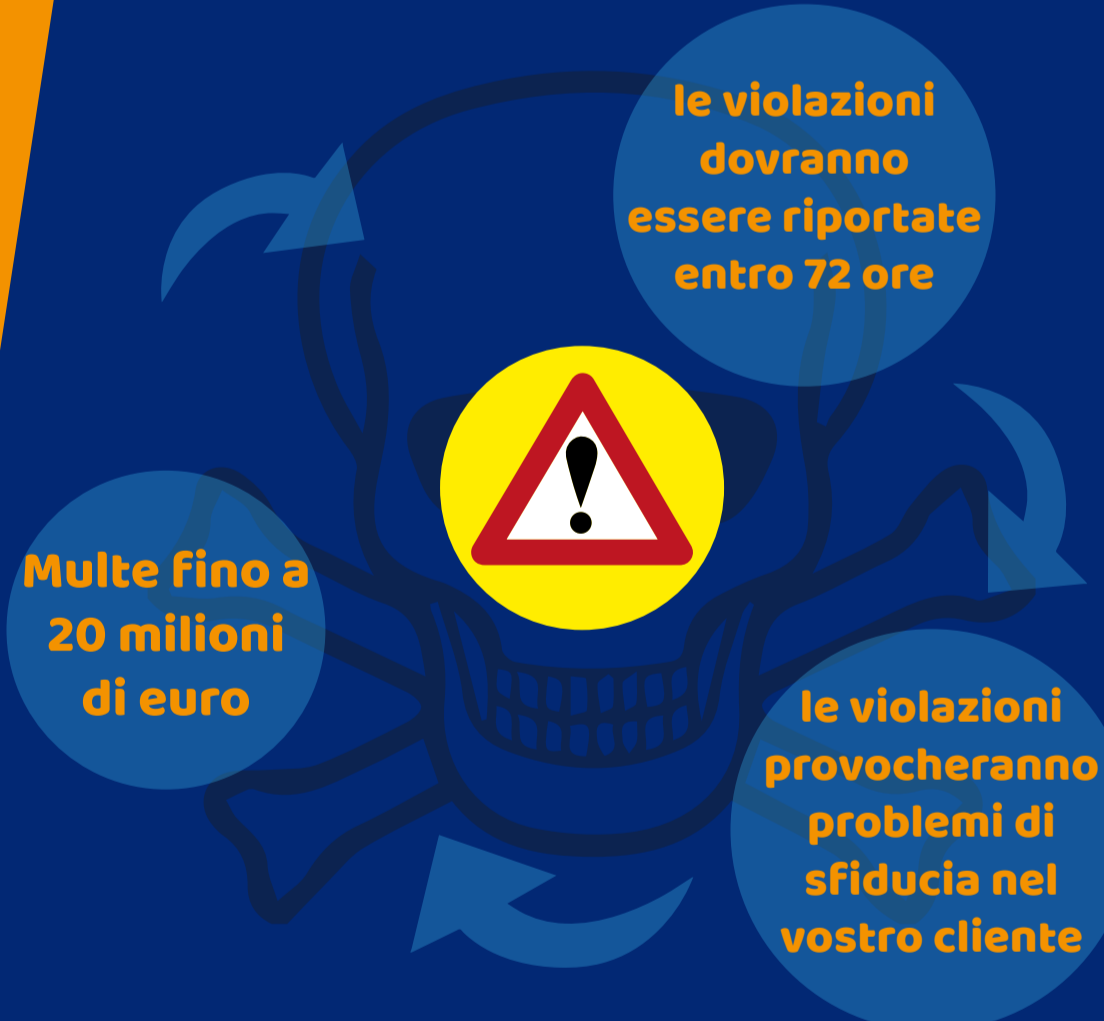 le violazioni
dovranno
essere riportate
entro 72 ore
Multe fino a
20 milioni
di euro
le violazioni
provocheranno
problemi di
sfiducia nel
vostro cliente